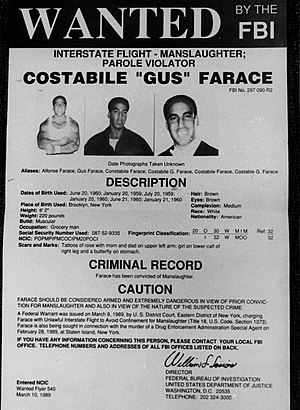 WANTED BY THE
FBI
INTERSTATE FLIGHT - MANSLAUGHTER;
PAROLE VIOLATOR
COSTABILE "GUS" FARACE
FBI No. 297 090 R2
Date Photographs Taken Unknown
Aliases: Alfonse Farace, Gus Farace, Constabile Farace, Costabile G. Farace, Costabile G. Farace
DESCRIPTION
Dates of Birth Used: June 20, 1960; January 20, 1959; July 20, 1959;
January 20, 1960; June 21, 1960; January 21, 1960
Place of Birth: Brooklyn, New York
Height: 6' 2"
Weight: 220 pounds
Build: Muscular
Occupation: Grocery man
Hair: Brown
Eyes: Brown
Complexion: Medium
Race: White
Nationality: American
Social Security Number Used: 087-52-9335
Fingerprint Classification: 20 O 30 W MIM Ref: 32
I 32 W MOO 32
NCIC: POPMPIPMCOCIPM20POCI
Scars and Marks: Tattoos of rose with mom and dad on upper left arm; girl on lower calf of
right leg and a butterfly on stomach.
CRIMINAL RECORD
Farace has been convicted of manslaughter.
CAUTION
FARACE SHOULD BE CONSIDERED ARMED AND EXTREMELY DANGEROUS IN VIEW OF PRIOR CONVIC-
TION FOR MANSLAUGHTER AND ALSO IN VIEW OF THE NATURE OF THE SUSPECTED CRIME.
A Federal Warrant was issued on March 9, 1989, by U. S. District Court, Eastern District of New York, charging
Farace with Unlawful Interstate Flight to Avoid Confinement for Manslaughter (Title 18, U.S. Code, Section 1073).
Farace is also being sought in connection with the murder of a Drug Enforcement Administration Special Agent on
February 28, 1989, at Staten Island, New York.
IF YOU HAVE ANY INFORMATION CONCERNING THIS PERSON, PLEASE CONTACT YOUR LOCAL FBI
OFFICE. TELEPHONE NUMBERS AND ADDRESSES OF ALL FBI OFFICES LISTED ON BACK.
William S. Sessions
DIRECTOR
FEDERAL BUREAU OF INVESTIGATION
UNITED STATES DEPARTMENT OF JUSTICE
WASHINGTON, D.C. 20535
TELEPHONE: 202 324-3000
Entered NCIC
Wanted Flyer 540
March 10, 1989